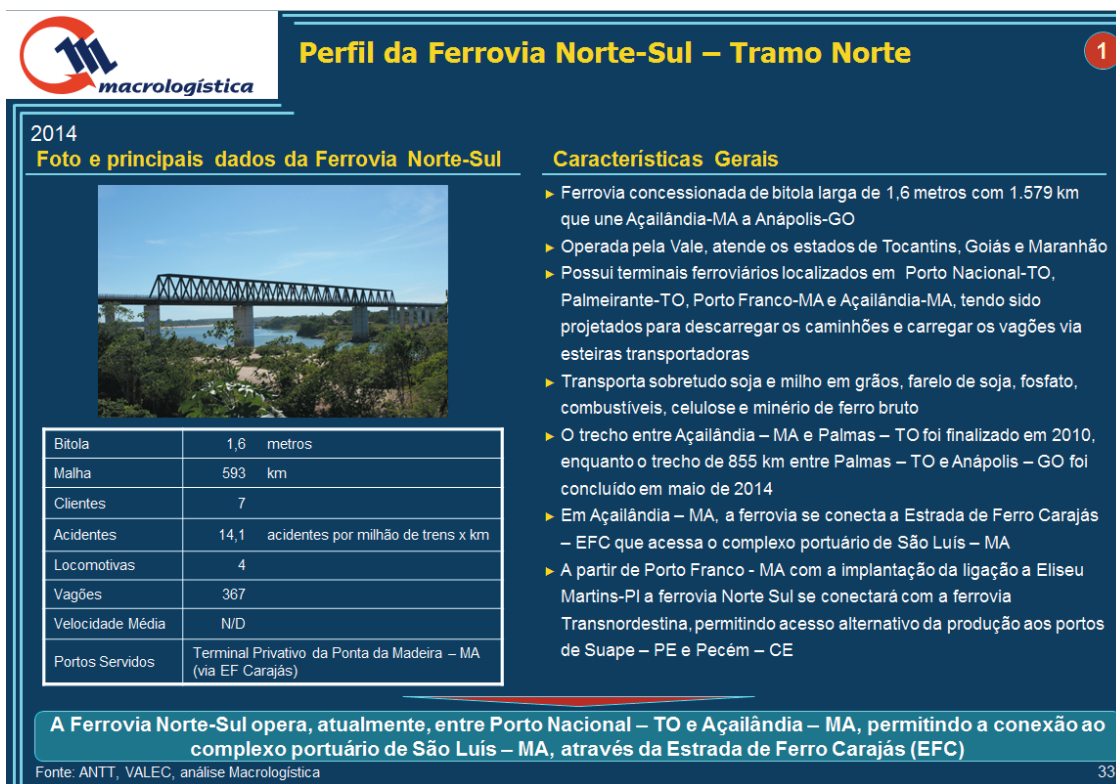 macrologística
Perfil da Ferrovia Norte-Sul – Tramo Norte
1
2014
Foto e principais dados da Ferrovia Norte-Sul
Bitola 1,6 metros
Malha 593 km
Clientes 7
Acidentes 14,1 acidentes por milhão de trens x km
Locomotivas 4
Vagões 367
Velocidade Média N/D
Portos Servidos Terminal Privativo da Ponta da Madeira – MA
(via EF Carajás)
Características Gerais
► Ferrovia concessionada de bitola larga de 1,6 metros com 1.579 km
que une Açailândia-MA a Anápolis-GO
► Operada pela Vale, atende os estados de Tocantins, Goiás e Maranhão
► Possui terminais ferroviários localizados em Porto Nacional-TO,
Palmeirante-TO, Porto Franco-MA e Açailândia-MA, tendo sido
projetados para descarregar os caminhões e carregar os vagões via
esteiras transportadoras
► Transporta sobretudo soja e milho em grãos, farelo de soja, fosfato,
combustíveis, celulose e minério de ferro bruto
► O trecho entre Açailândia – MA e Palmas – TO foi finalizado em 2010,
enquanto o trecho de 855 km entre Palmas – TO e Anápolis – GO foi
concluído em maio de 2014
► Em Açailândia – MA, a ferrovia se conecta a Estrada de Ferro Carajás
– EFC que acessa o complexo portuário de São Luís – MA
► A partir de Porto Franco - MA com a implantação da ligação a Eliseu
Martins-PI a ferrovia Norte Sul se conectará com a ferrovia
Transnordestina, permitindo acesso alternativo da produção aos portos
de Suape – PE e Pecém – CE
A Ferrovia Norte-Sul opera, atualmente, entre Porto Nacional – TO e Açailândia – MA, permitindo a conexão ao
complexo portuário de São Luís – MA, através da Estrada de Ferro Carajás (EFC)
Fonte: ANTT, VALEC, análise Macrologística
33